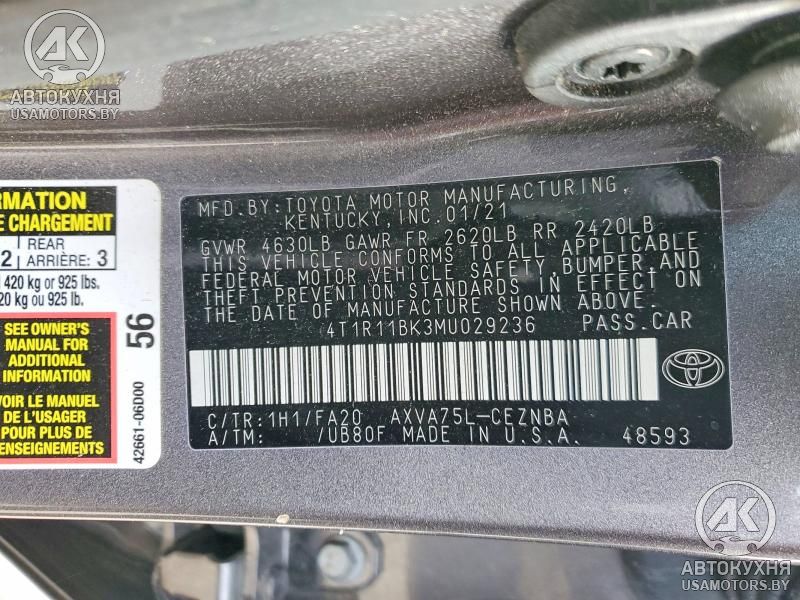 АК
АВТОКУХНЯ
USAMOTORS.BY
MFD.BY:TOYOTA MOTOR MANUFACTURING,
KENTUCKY, INC.01/21
GVWR 4630LB GAWR FR 2620LB RR 2420LB
THIS VEHICLE CONFORMS TO ALL APPLICABLE
FEDERAL MOTOR VEHICLE SAFETY,BUMPER,AND
THEFT PREVENTION STANDARDS IN EFFECT ON
THE DATE OF MANUFACTURE SHOWN ABOVE.
4T1R11BK3MU029236 PASS.CAR
C/TR:1H1/FA20 AXVA75L-CEZNBA
A/TM: /UB80F MADE IN U.S.A. 48593
TOYOTA
RMATION
E CHARGEMENT
2 REAR
ARRIÈRE: 3
420 kg or 925 lbs.
20 kg ou 925 lb.
SEE OWNER'S
MANUAL FOR
ADDITIONAL
INFORMATION
VOIR LE MANUEL
DE L'USAGER
POUR PLUS DE
RENSEIGNEMENTS
56
42661-06D00
АК
АВТОКУХНЯ
USAMOTORS.BY